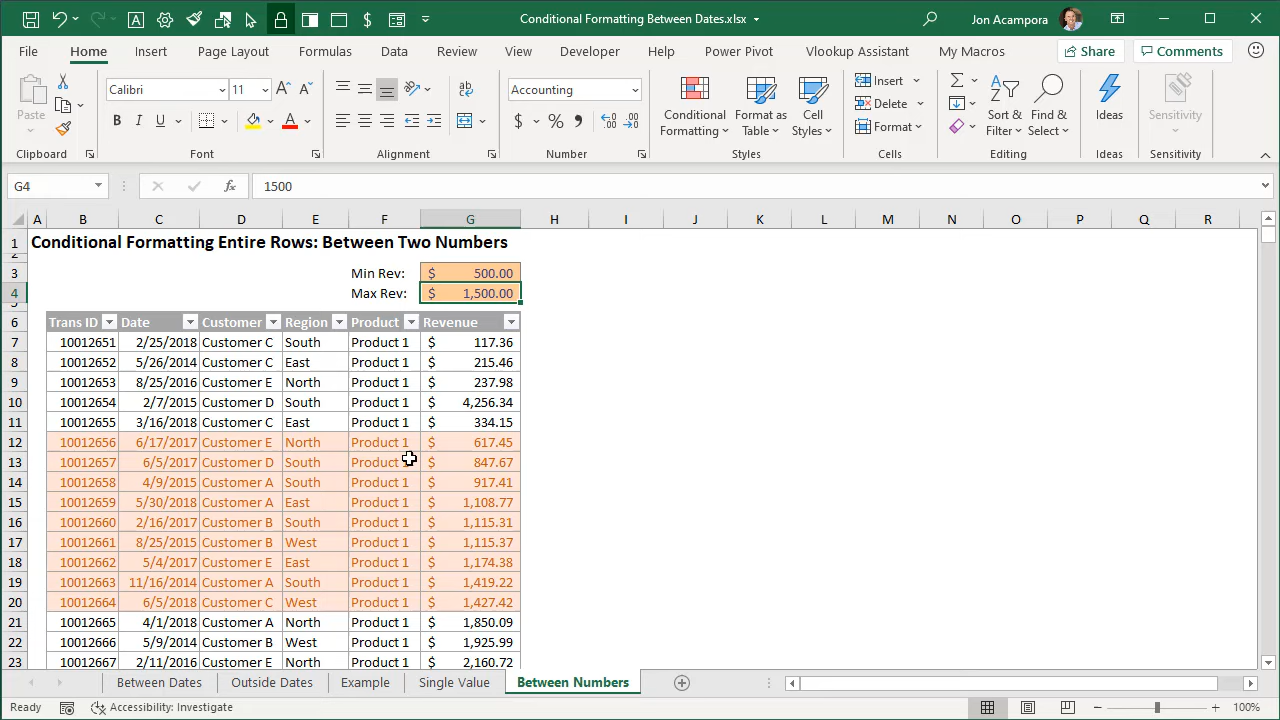 Conditional Formatting Between Dates.xlsx
Jon Acampora
File Home Insert Page Layout Formulas Data Review View Developer Help Power Pivot Vlookup Assistant My Macros Share Comments
Paste
Clipboard
Calibri 11
B I U
Font
Alignment
Accounting
$ % ,
Number
Conditional Formatting
Format as Table
Cell Styles
Styles
Insert
Delete
Format
Cells
Sort & Filter
Find & Select
Editing
Ideas
Ideas
Sensitivity
Sensitivity
G4 fx 1500
A B C D E F G H I J K L M N O P Q R
1 Conditional Formatting Entire Rows: Between Two Numbers
2
3 Min Rev: $ 500.00
4 Max Rev: $ 1,500.00
5
6 Trans ID Date Customer Region Product Revenue
7 10012651 2/25/2018 Customer C South Product 1 $ 117.36
8 10012652 5/26/2014 Customer C East Product 1 $ 215.46
9 10012653 8/25/2016 Customer E North Product 1 $ 237.98
10 10012654 2/7/2015 Customer D South Product 1 $ 4,256.34
11 10012655 3/16/2018 Customer C East Product 1 $ 334.15
12 10012656 6/17/2017 Customer E North Product 1 $ 617.45
13 10012657 6/5/2017 Customer D South Product 1 $ 847.67
14 10012658 4/9/2015 Customer A South Product 1 $ 917.41
15 10012659 5/30/2018 Customer A East Product 1 $ 1,108.77
16 10012660 2/16/2017 Customer B South Product 1 $ 1,115.31
17 10012661 8/25/2015 Customer B West Product 1 $ 1,115.37
18 10012662 5/4/2017 Customer E East Product 1 $ 1,174.38
19 10012663 11/16/2014 Customer A South Product 1 $ 1,419.22
20 10012664 6/5/2018 Customer C West Product 1 $ 1,427.42
21 10012665 4/1/2018 Customer A North Product 1 $ 1,850.09
22 10012666 5/9/2014 Customer B West Product 1 $ 1,925.99
23 10012667 2/11/2016 Customer E North Product 1 $ 2,160.72
Between Dates Outside Dates Example Single Value Between Numbers
Ready Accessibility: Investigate 100%